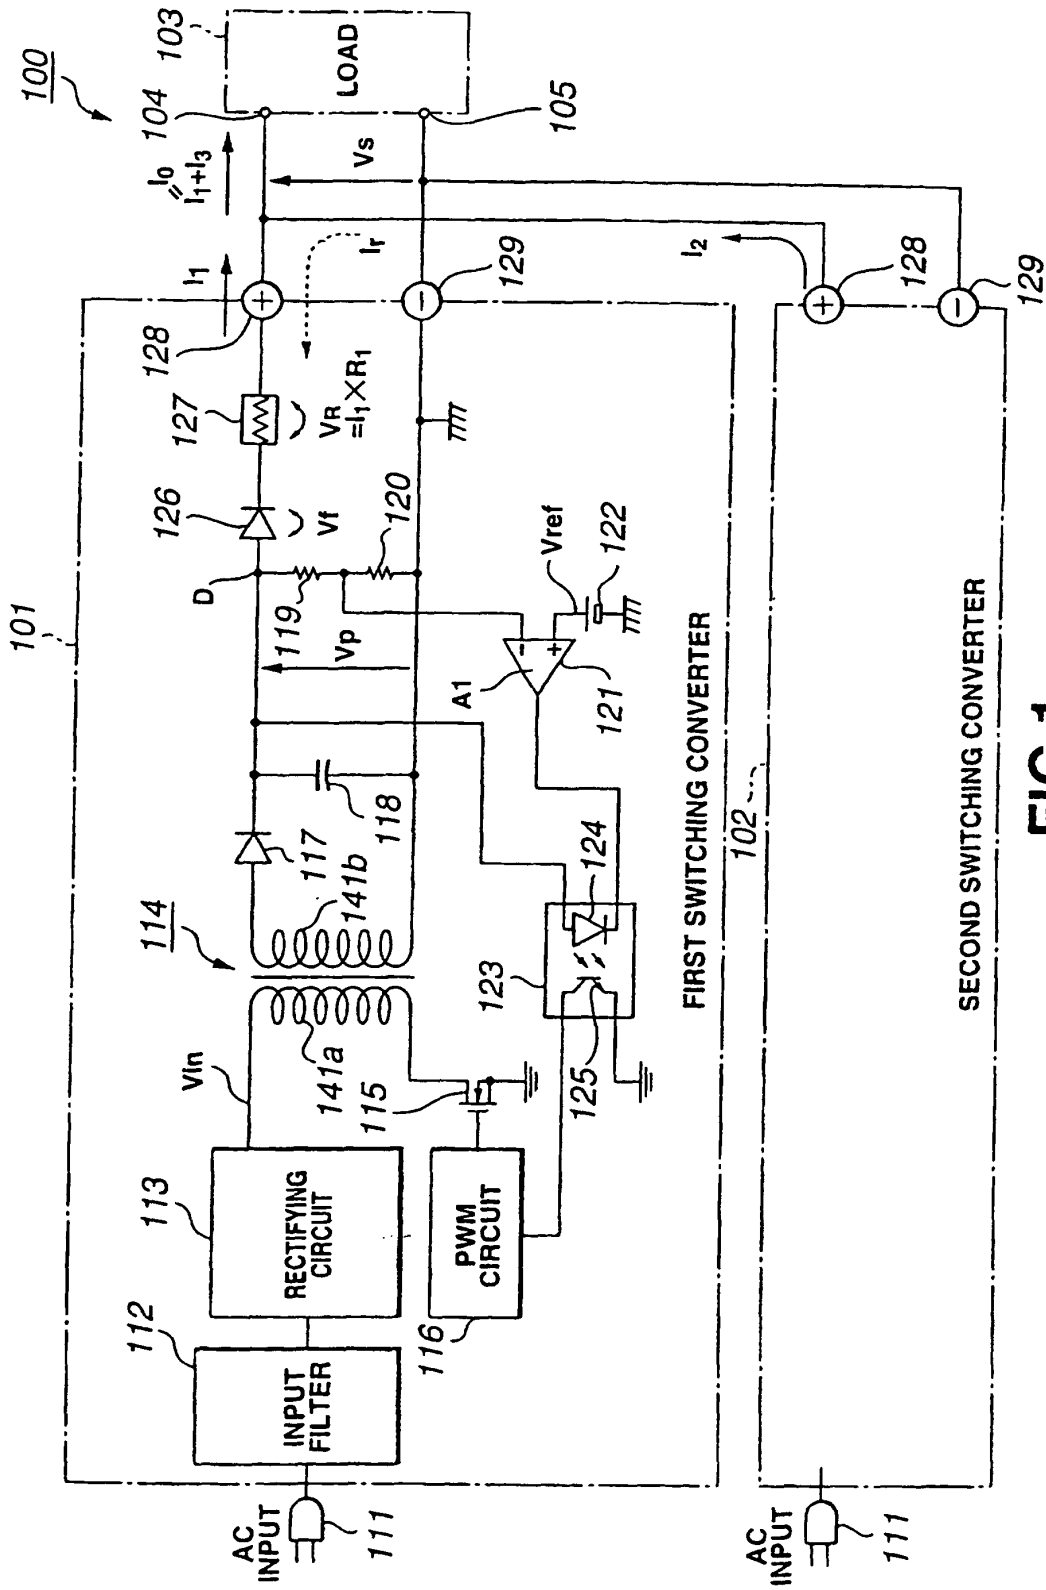 100
101
114
112
113
AC
INPUT
111
INPUT
FILTER
RECTIFYING
CIRCUIT
Vin
141a
141b
117
118
Vp
D
119
120
126
Vf
127
VR
=I1×R1
128
I1
Ir
129
I0
=
I1+I3
Vs
104
105
103
LOAD
116
PWM
CIRCUIT
115
123
125
124
A1
121
Vref
122
FIRST SWITCHING CONVERTER
102
I2
128
129
AC
INPUT
111
SECOND SWITCHING CONVERTER